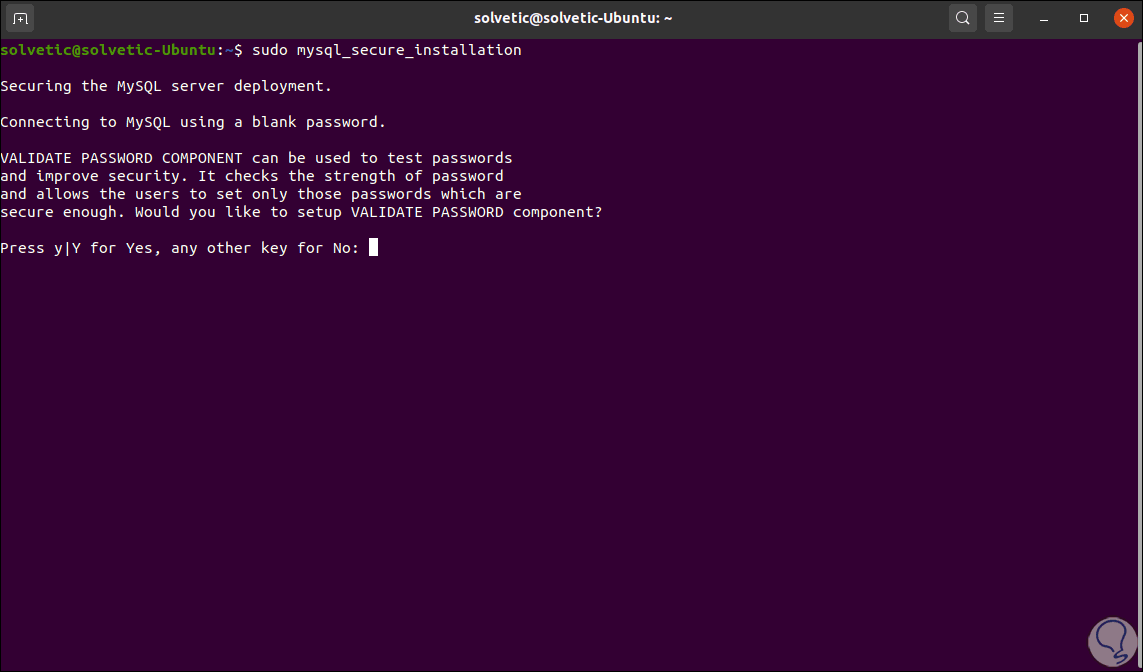 solvetic@solvetic-Ubuntu: ~
solvetic@solvetic-Ubuntu:~$ sudo mysql_secure_installation
Securing the MySQL server deployment.
Connecting to MySQL using a blank password.
VALIDATE PASSWORD COMPONENT can be used to test passwords
and improve security. It checks the strength of password
and allows the users to set only those passwords which are
secure enough. Would you like to setup VALIDATE PASSWORD component?
Press y|Y for Yes, any other key for No: